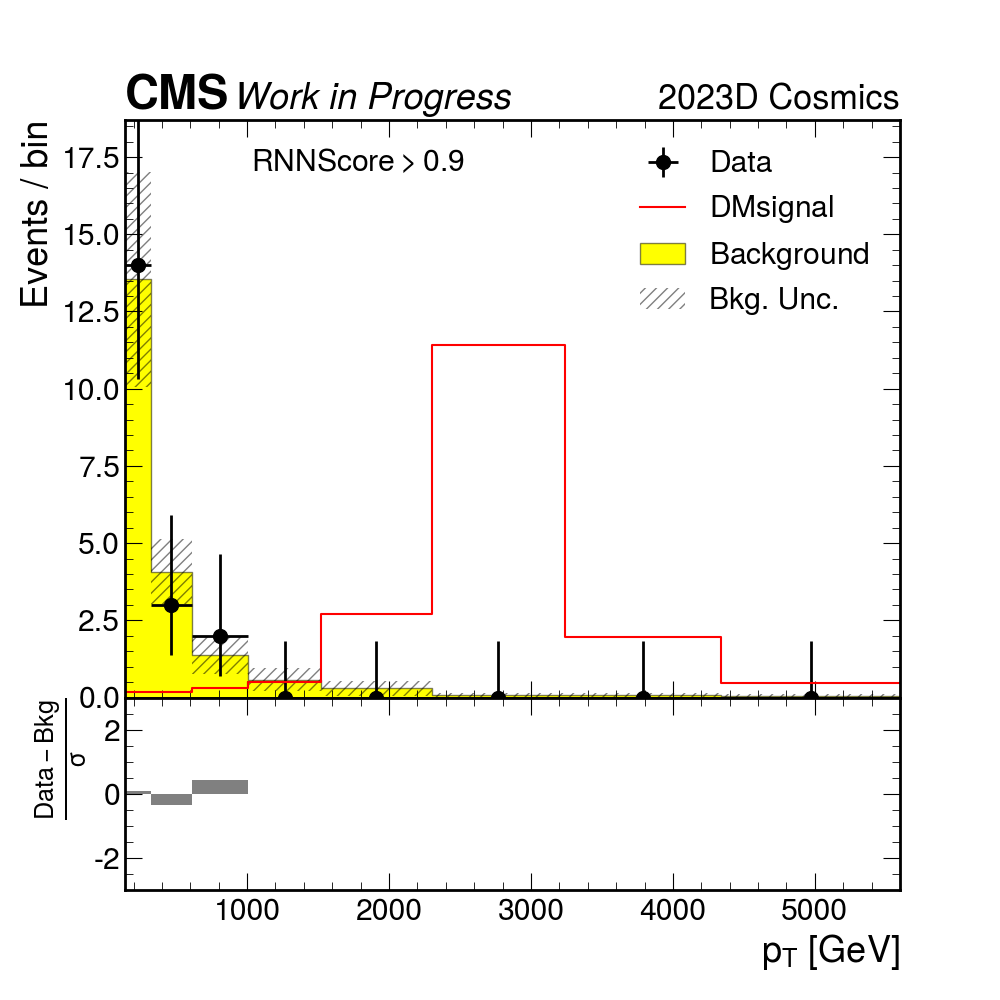 CMS Work in Progress 2023D Cosmics
Events / bin
RNNScore > 0.9
Data
DMsignal
Background
Bkg. Unc.
17.5
15.0
12.5
10.0
7.5
5.0
2.5
0.0
Data – Bkg
σ
2
0
-2
1000 2000 3000 4000 5000
pT [GeV]